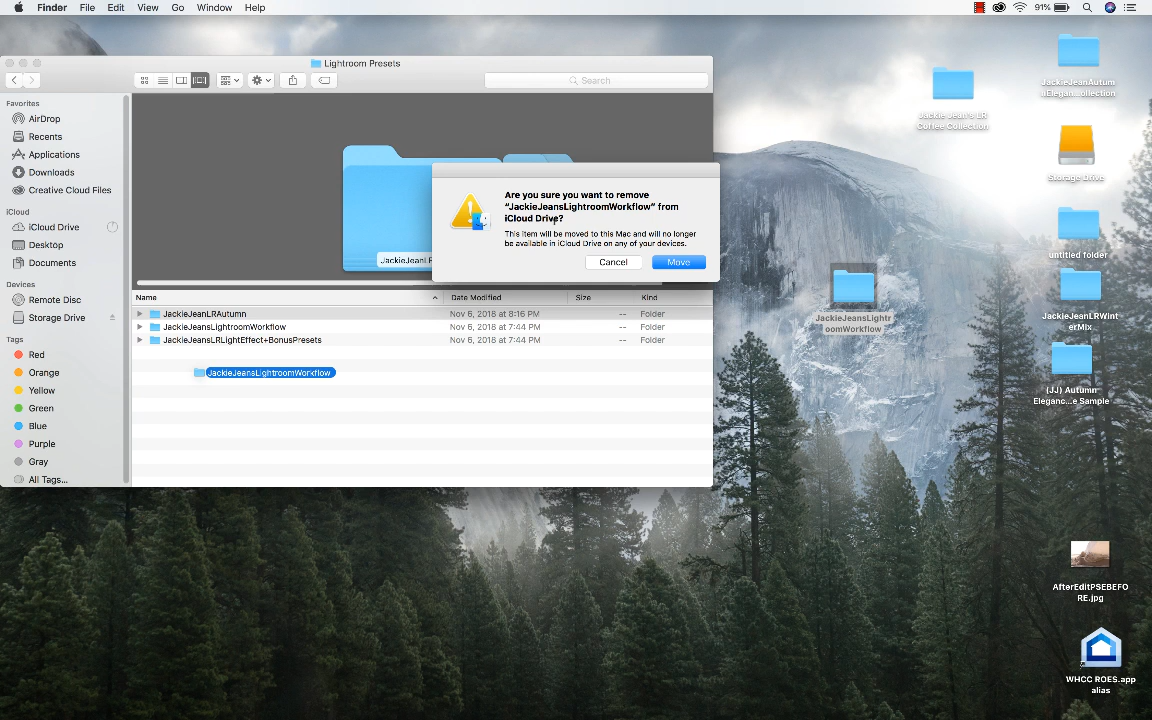 Finder File Edit View Go Window Help
91%
Lightroom Presets
Search
Favorites
AirDrop
Recents
Applications
Downloads
Creative Cloud Files
iCloud
iCloud Drive
Desktop
Documents
Devices
Remote Disc
Storage Drive
Tags
Red
Orange
Yellow
Green
Blue
Purple
Gray
All Tags...
Are you sure you want to remove
“JackieJeansLightroomWorkflow” from
iCloud Drive?
This item will be moved to this Mac and will no longer
be available in iCloud Drive on any of your devices.
Cancel Move
Name Date Modified Size Kind
JackieJeanLRAutumn Nov 6, 2018 at 8:16 PM -- Folder
JackieJeansLightroomWorkflow Nov 6, 2018 at 7:44 PM -- Folder
JackieJeansLRLightEffect+BonusPresets Nov 6, 2018 at 7:44 PM -- Folder
JackieJeansLightroomWorkflow
Jackie Jean's LR
Coffee Collection
JackieJeanAutum
nElegan...ollection
Storage Drive
untitled folder
JackieJeansLightr
oomWorkflow
JackieJeanLRWint
erMix
(JJ) Autumn
Eleganc...e Sample
AfterEditPSEBEFO
RE.jpg
WHCC ROES.app
alias